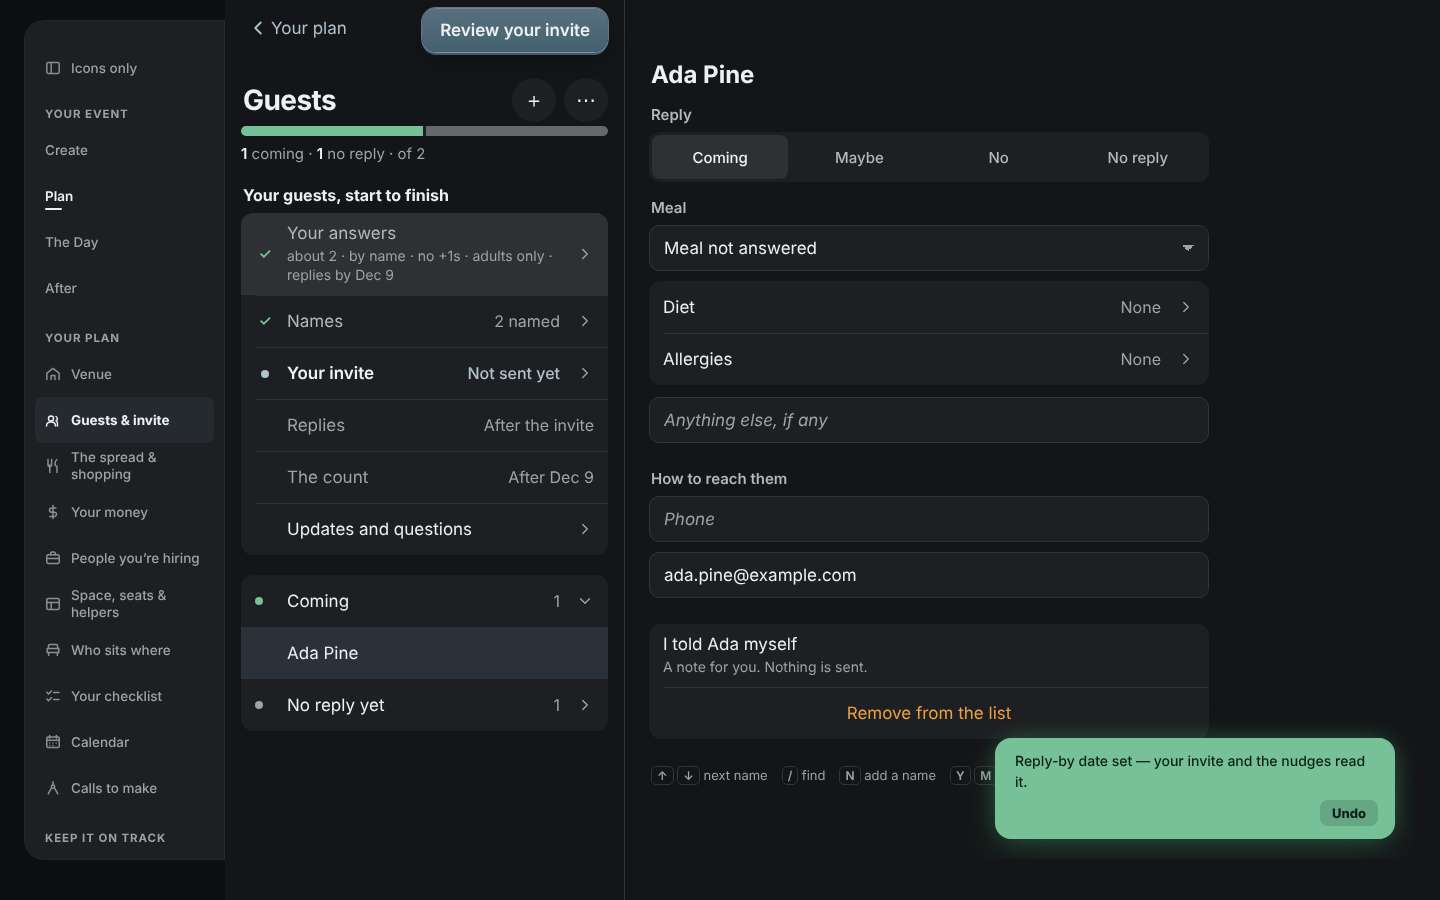 Icons only
YOUR EVENT
Create
Plan
The Day
After
YOUR PLAN
Venue
Guests & invite
The spread &
shopping
Your money
People you’re hiring
Space, seats &
helpers
Who sits where
Your checklist
Calendar
Calls to make
KEEP IT ON TRACK
Your plan
Review your invite
Guests
1 coming · 1 no reply · of 2
Your guests, start to finish
Your answers
about 2 · by name · no +1s · adults only ·
replies by Dec 9
Names 2 named
Your invite Not sent yet
Replies After the invite
The count After Dec 9
Updates and questions
Coming 1
Ada Pine
No reply yet 1
Ada Pine
Reply
Coming Maybe No No reply
Meal
Meal not answered
Diet None
Allergies None
Anything else, if any
How to reach them
Phone
ada.pine@example.com
I told Ada myself
A note for you. Nothing is sent.
Remove from the list
↑ ↓ next name / find N add a name Y M
Reply-by date set — your invite and the nudges read
it.
Undo